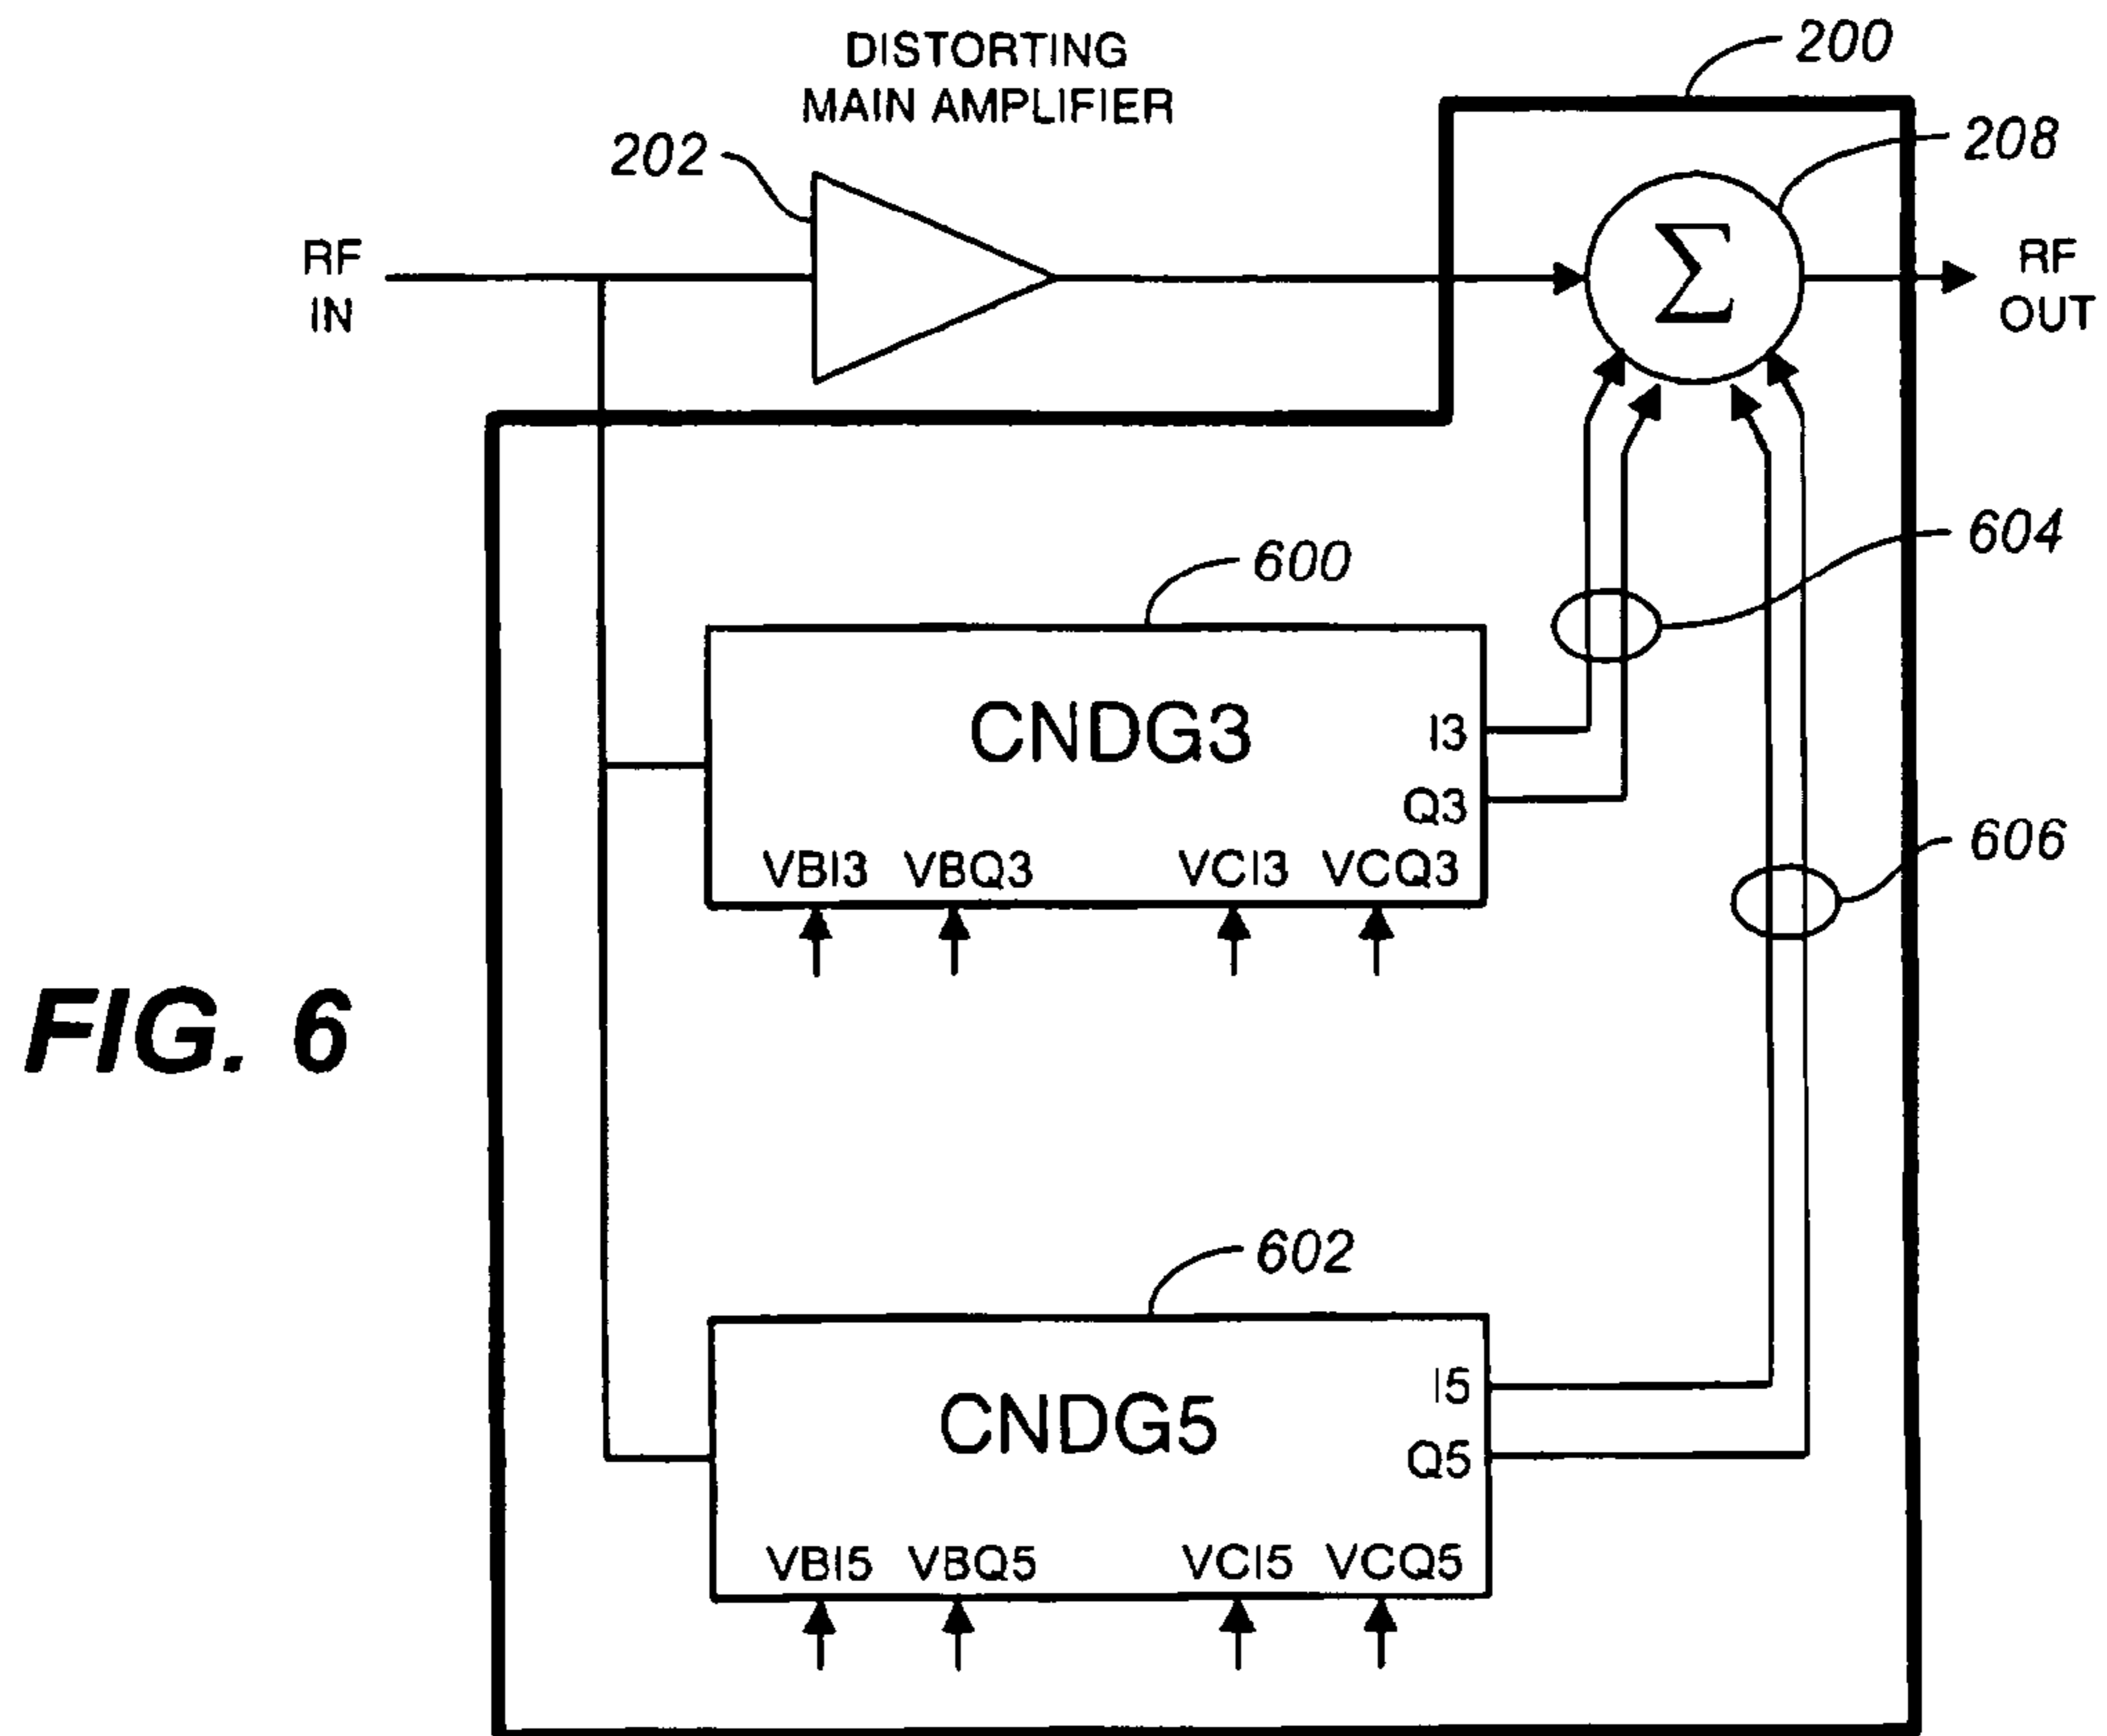 DISTORTING
MAIN AMPLIFIER
200
202
208
RF
IN
Σ
RF
OUT
604
600
CNDG3
I3
Q3
VBI3 VBQ3 VCI3 VCQ3
606
FIG. 6
602
CNDG5
I5
Q5
VBI5 VBQ5 VCI5 VCQ5